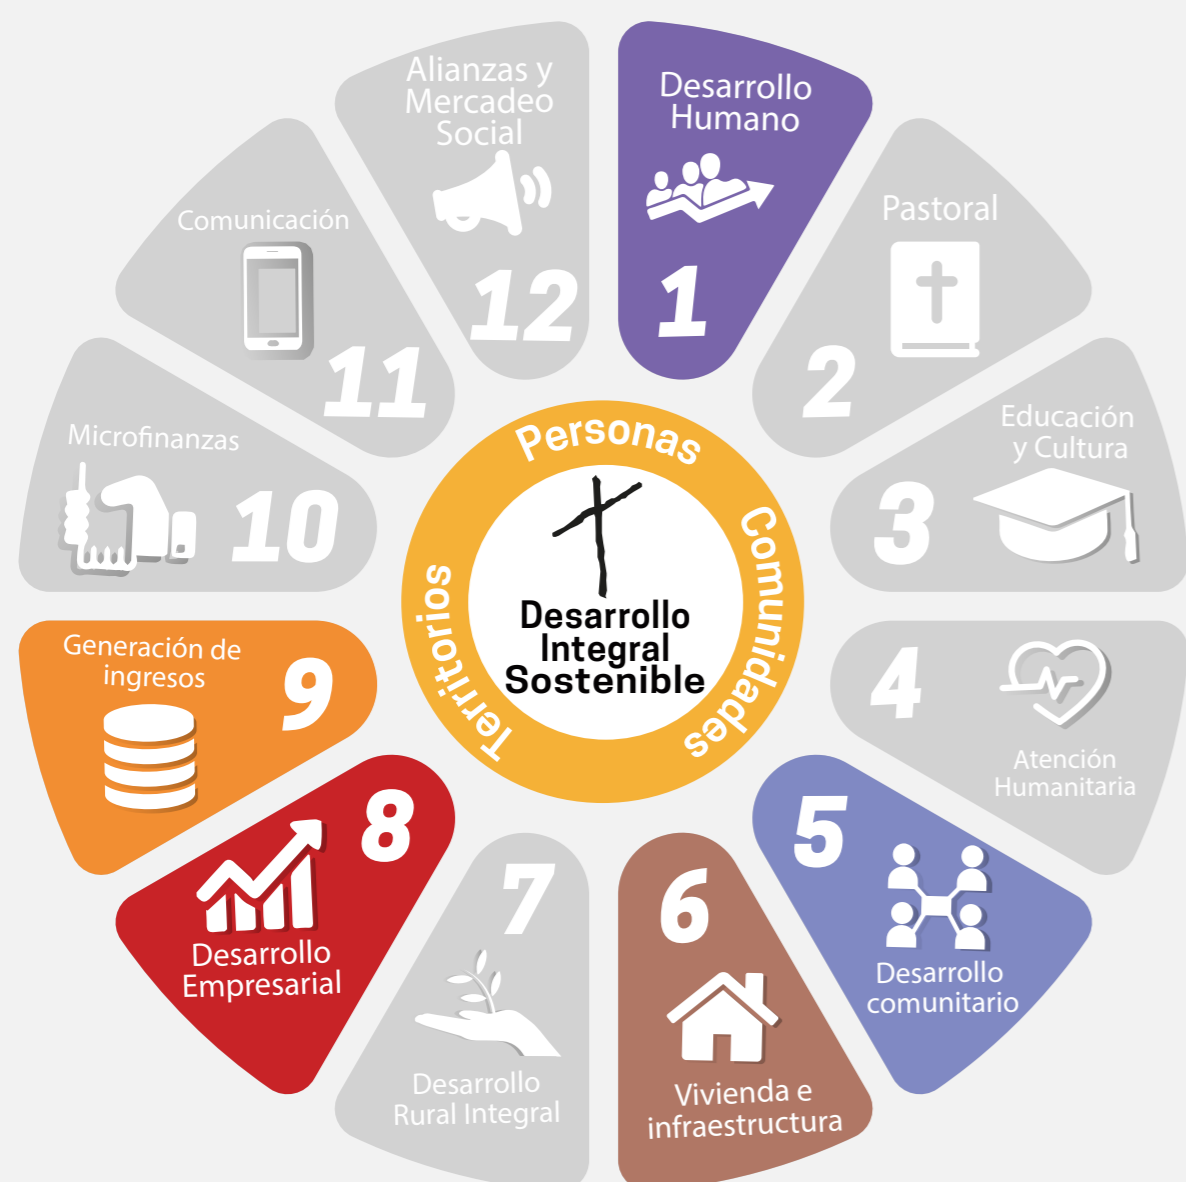 Desarrollo
Humano
1
Pastoral
2
Educación
y Cultura
3
4
Atención
Humanitaria
5
Desarrollo
comunitario
6
Vivienda e
infraestructura
7
Desarrollo
Rural Integral
8
Desarrollo
Empresarial
Generación de
ingresos
9
Microfinanzas
10
Comunicación
11
Alianzas y
Mercadeo
Social
12
Personas
Comunidades
Territorios
Desarrollo
Integral
Sostenible